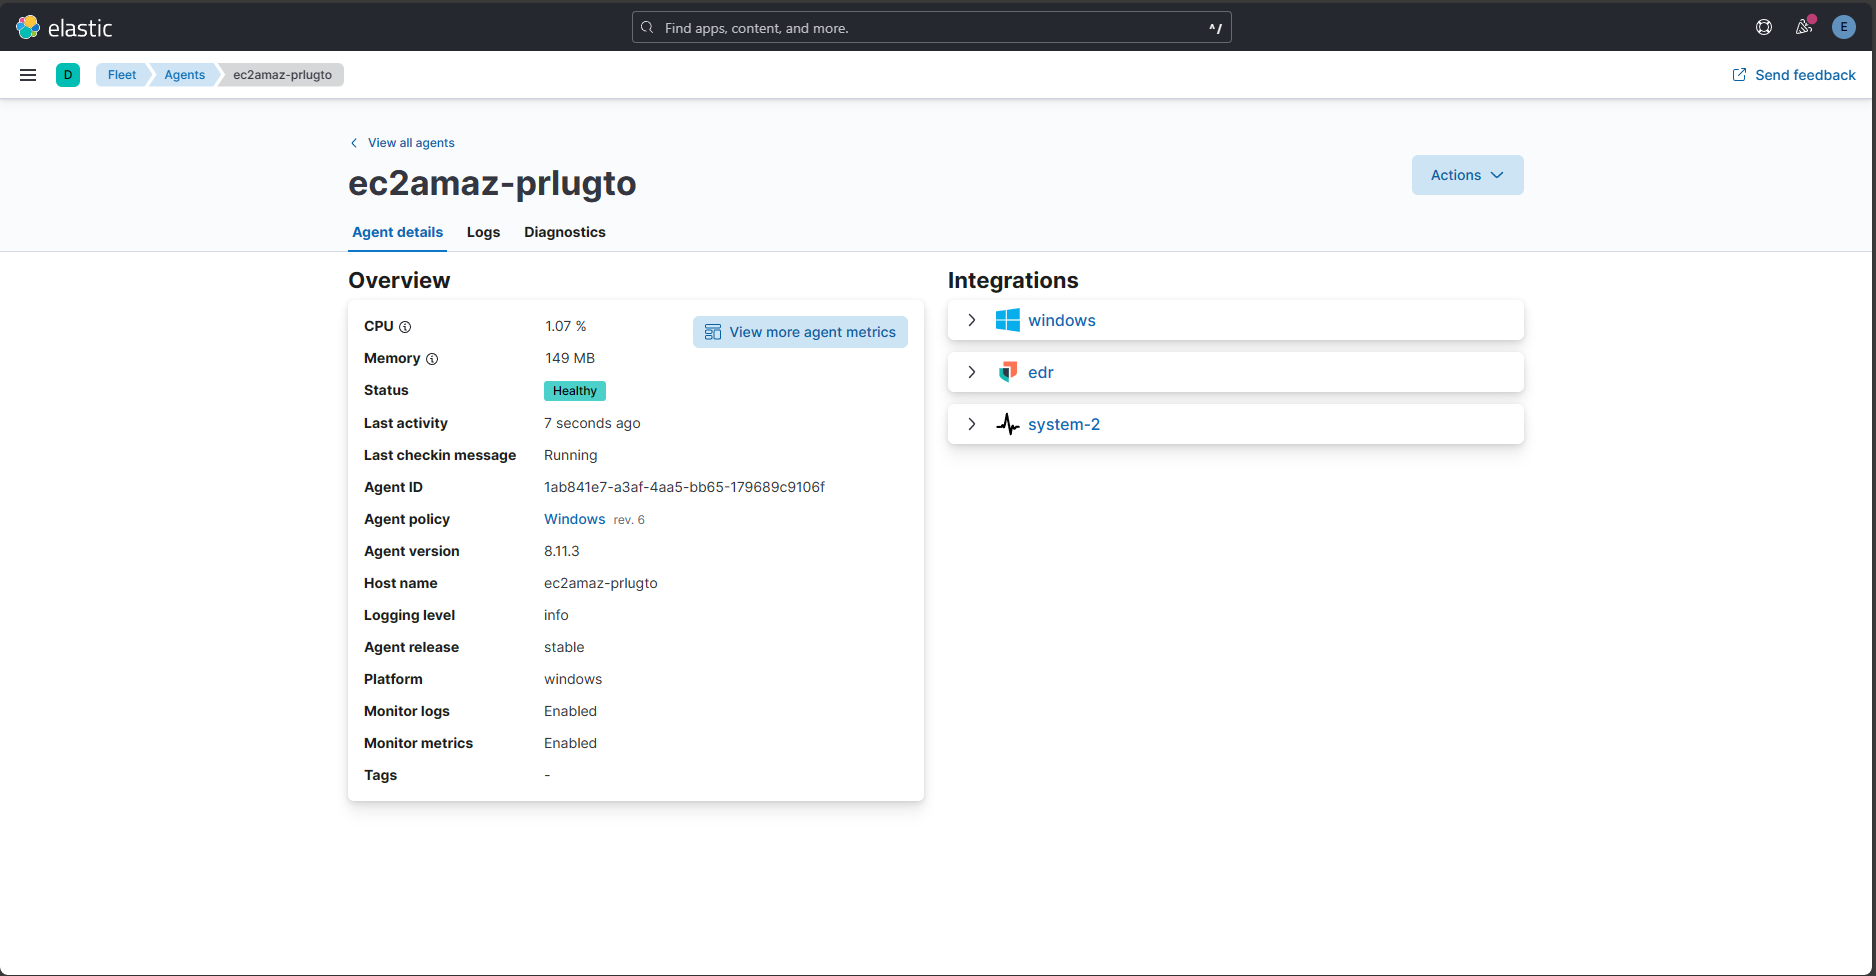 elastic
Find apps, content, and more.
^/
E
D
Fleet
Agents
ec2amaz-prlugto
Send feedback
View all agents
ec2amaz-prlugto
Actions
Agent details
Logs
Diagnostics
Overview
CPU 1.07 %
View more agent metrics
Memory 149 MB
Status Healthy
Last activity 7 seconds ago
Last checkin message Running
Agent ID 1ab841e7-a3af-4aa5-bb65-179689c9106f
Agent policy Windows rev. 6
Agent version 8.11.3
Host name ec2amaz-prlugto
Logging level info
Agent release stable
Platform windows
Monitor logs Enabled
Monitor metrics Enabled
Tags -
Integrations
windows
edr
system-2